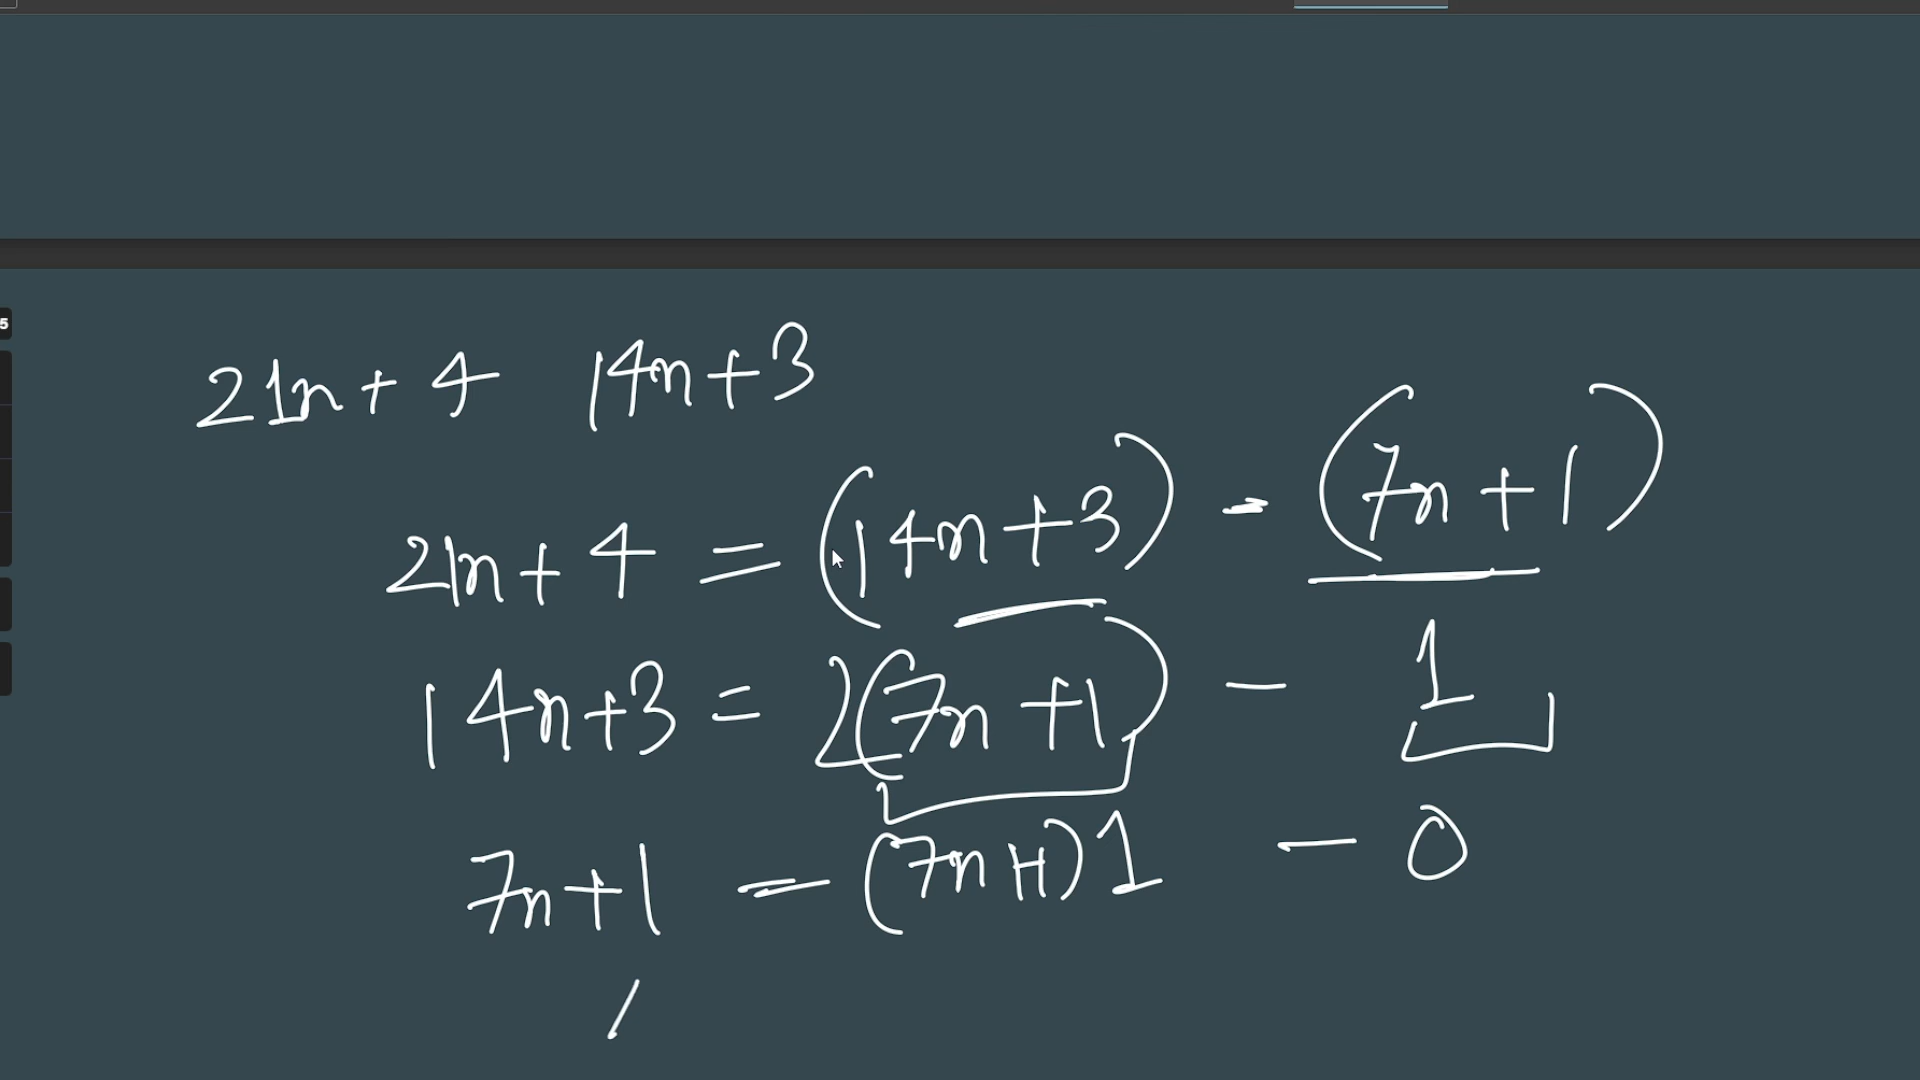 5
21n + 4 14n + 3
21n + 4 = (14n + 3) - (7n + 1)
14n + 3 = 2(7n + 1) - 1
7n + 1 = (7n + 1) 1 - 0
/